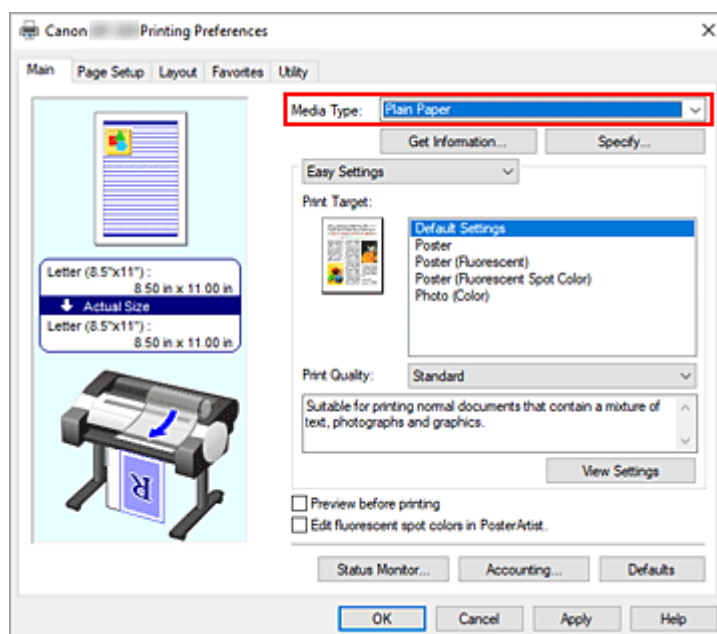 Canon Printing Preferences
Main Page Setup Layout Favorites Utility
Media Type: Plain Paper
Get Information... Specify...
Easy Settings
Print Target:
Default Settings
Poster
Poster (Fluorescent)
Poster (Fluorescent Spot Color)
Photo (Color)
Letter (8.5"x11") :
8.50 in x 11.00 in
Actual Size
Letter (8.5"x11") :
8.50 in x 11.00 in
R
Print Quality: Standard
Suitable for printing normal documents that contain a mixture of
text, photographs and graphics.
View Settings
Preview before printing
Edit fluorescent spot colors in PosterArtist.
Status Monitor... Accounting... Defaults
OK Cancel Apply Help